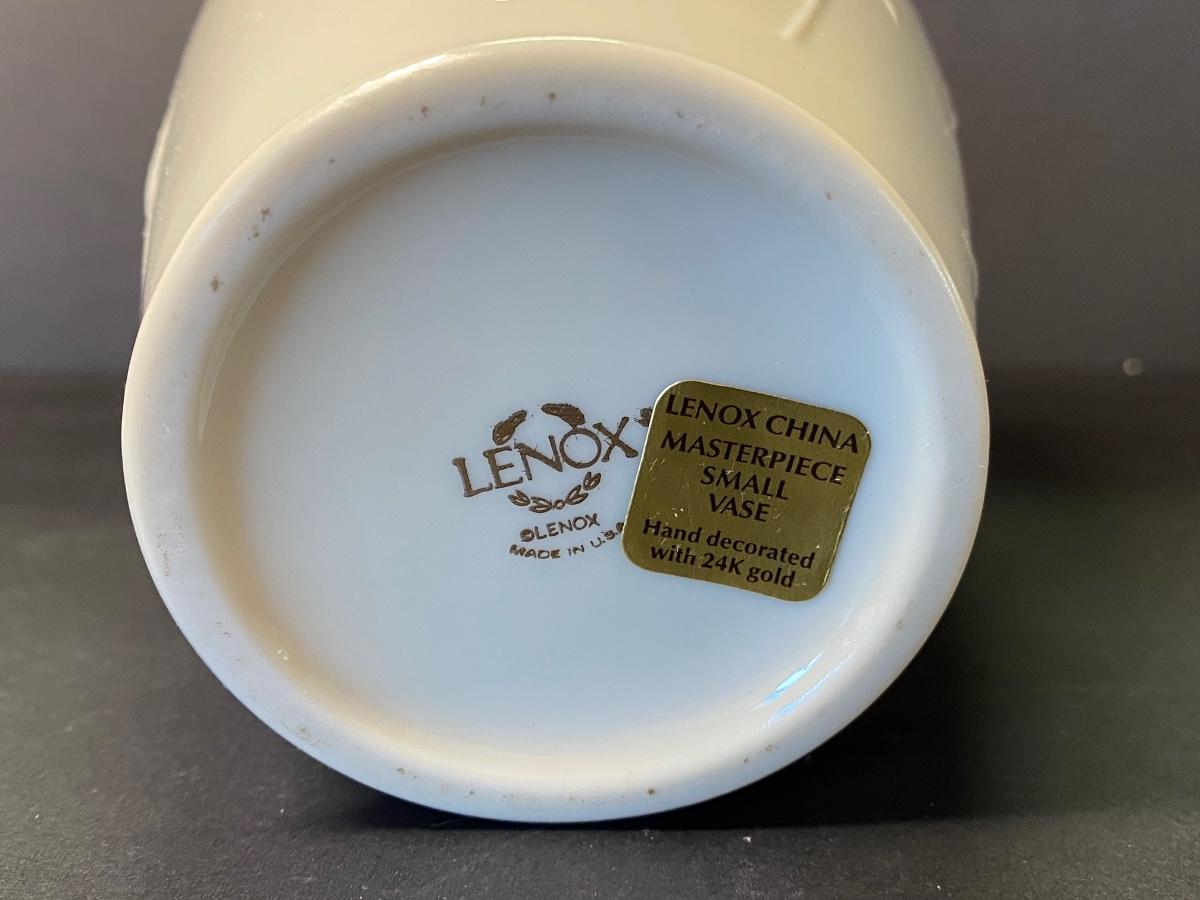 LENOX
©LENOX
MADE IN U.S.
LENOX CHINA
MASTERPIECE
SMALL
VASE
Hand decorated
with 24K gold